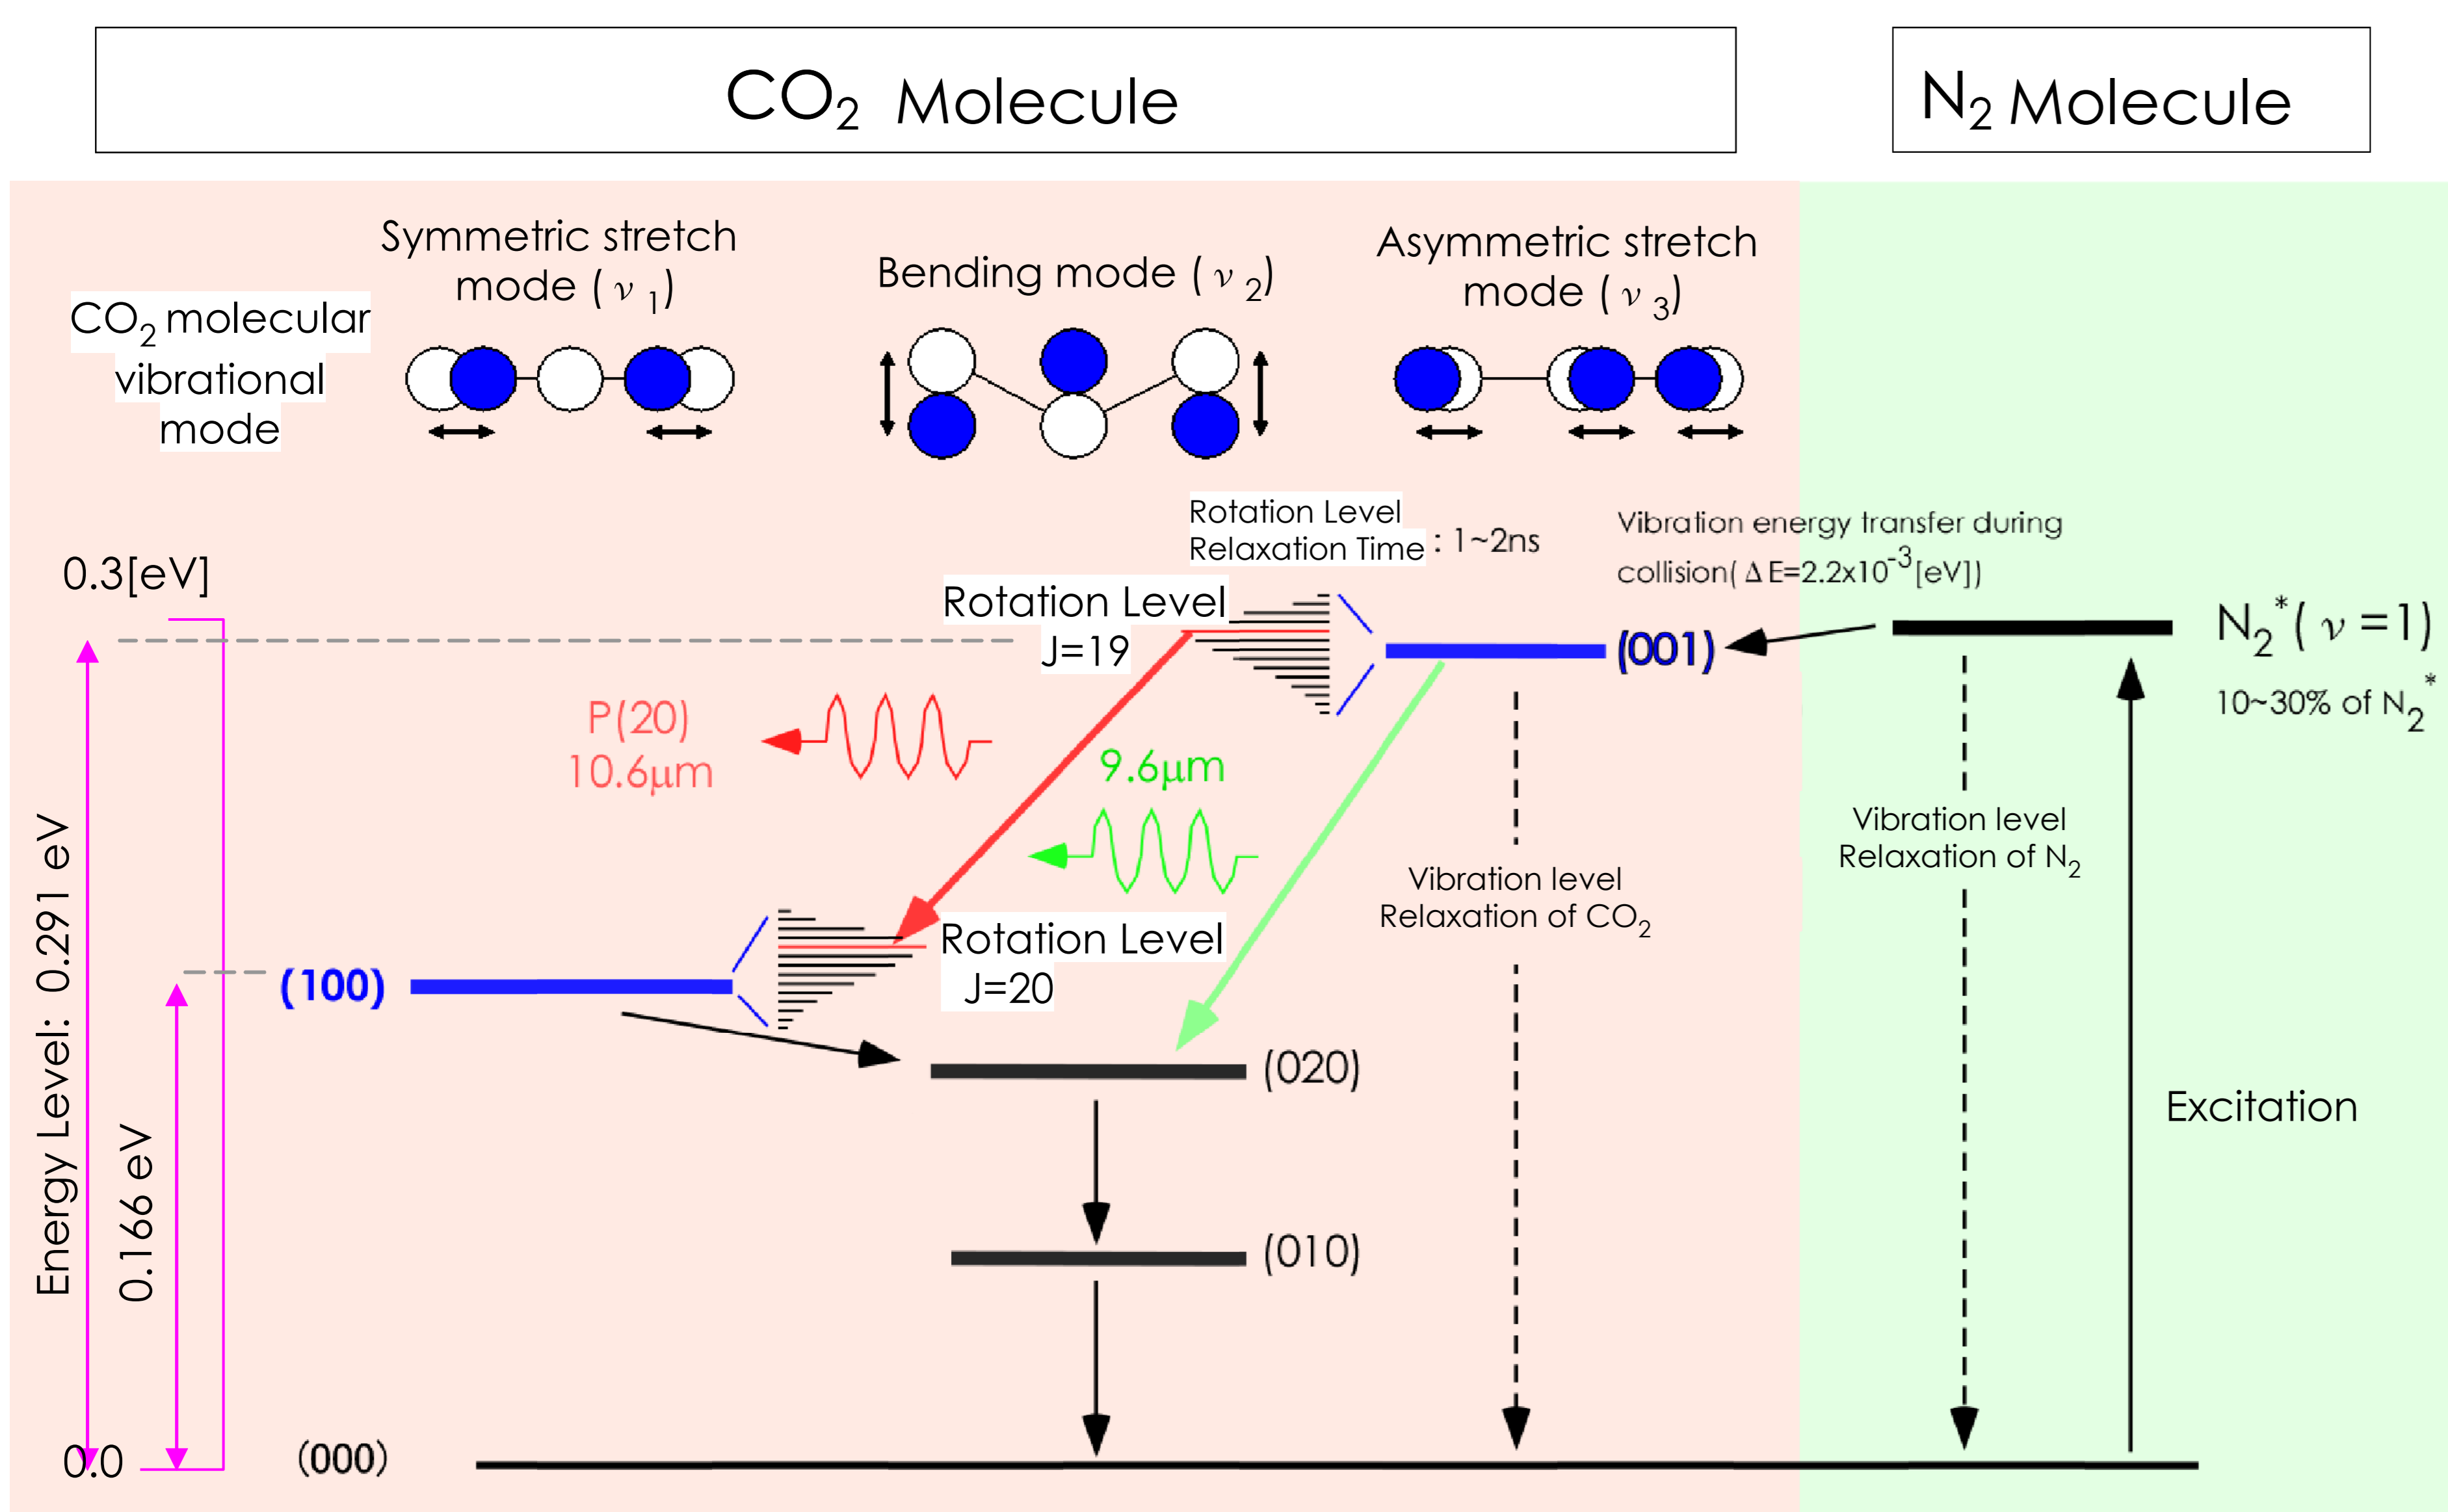 CO₂ Molecule
N₂ Molecule
Symmetric stretch
mode ( ν ₁)
Bending mode ( ν ₂)
Asymmetric stretch
mode ( ν ₃)
CO₂ molecular
vibrational
mode
Rotation Level
Relaxation Time : 1~2ns
Vibration energy transfer during
collision( ΔE=2.2x10⁻³[eV])
0.3[eV]
Rotation Level
J=19
(001)
N₂*( ν =1)
10~30% of N₂*
P(20)
10.6μm
9.6μm
Vibration level
Relaxation of N₂
Vibration level
Relaxation of CO₂
Energy Level: 0.291 eV
0.166 eV
(100)
Rotation Level
J=20
(020)
Excitation
(010)
0.0
(000)